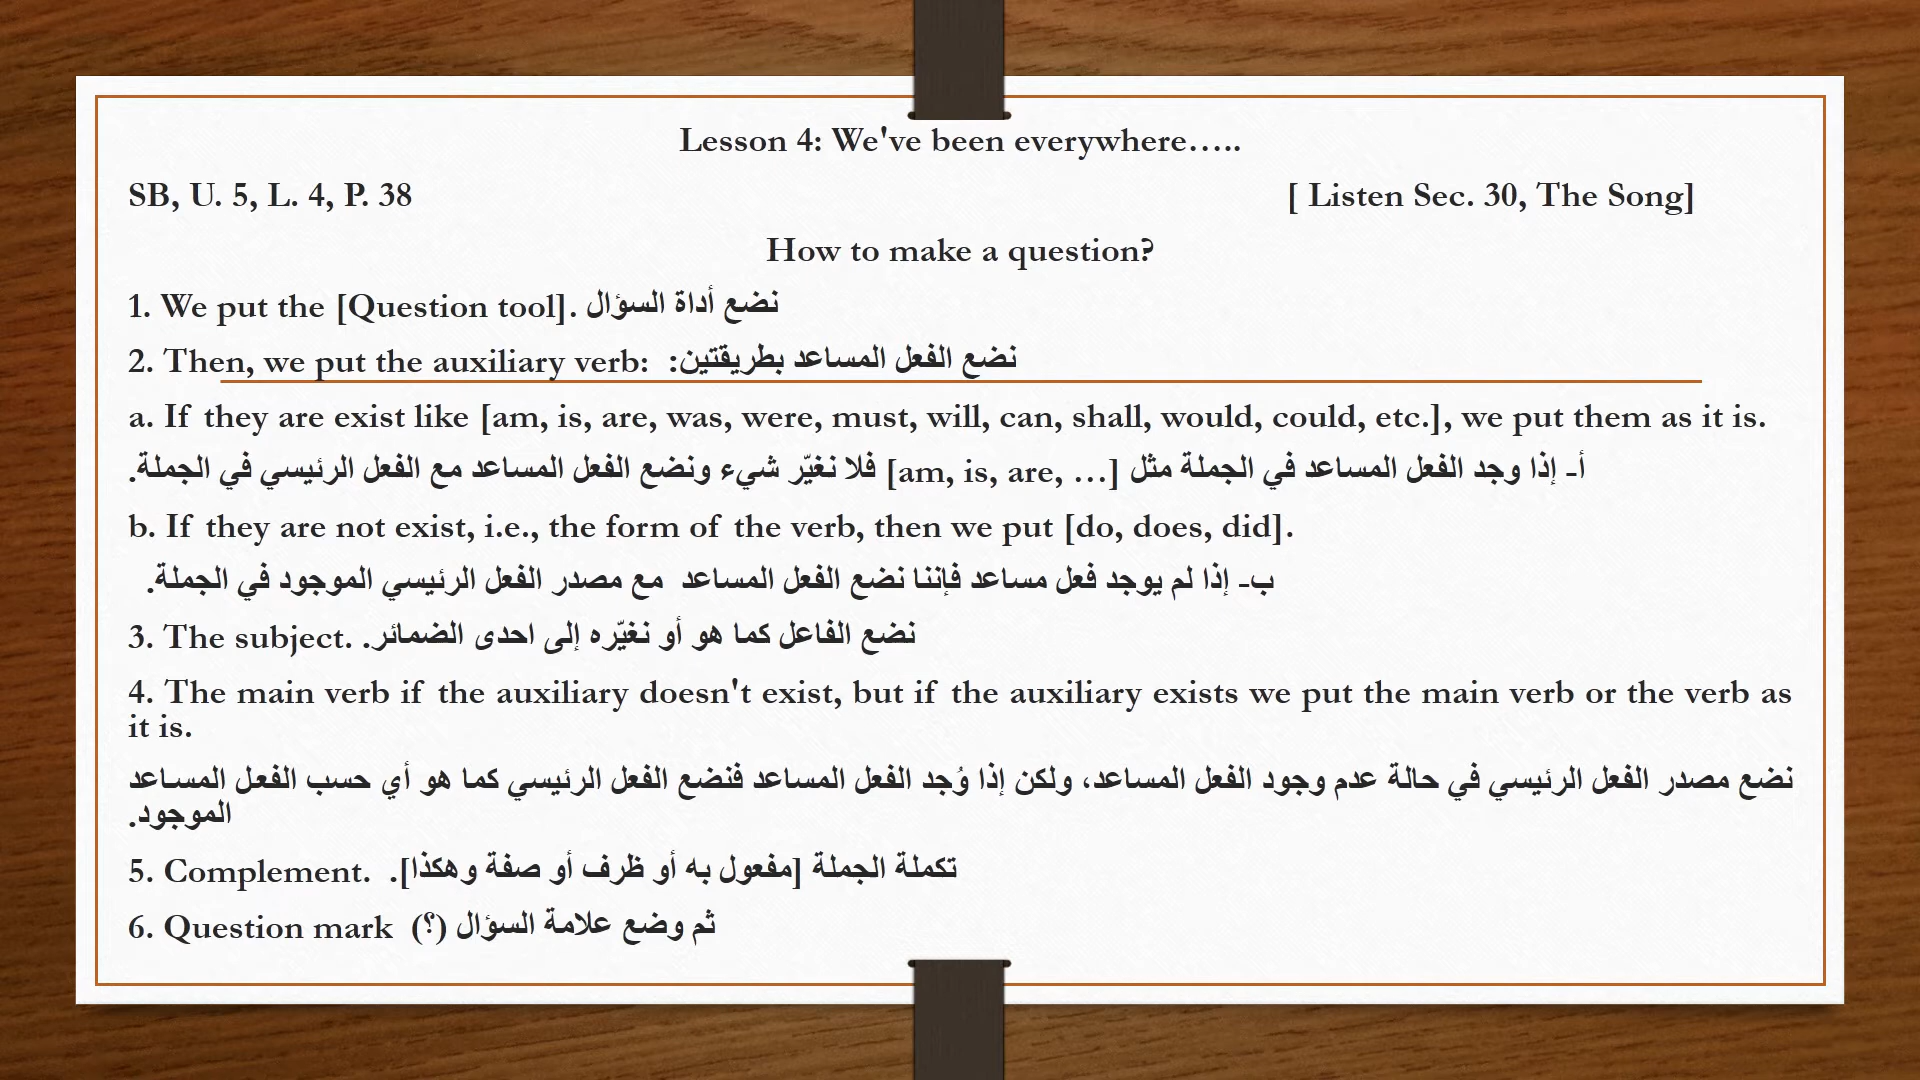 Lesson 4: We've been everywhere…..
SB, U. 5, L. 4, P. 38 [ Listen Sec. 30, The Song]
How to make a question?
1. We put the [Question tool]. نضع أداة السؤال
2. Then, we put the auxiliary verb: نضع الفعل المساعد بطريقتين:
a. If they are exist like [am, is, are, was, were, must, will, can, shall, would, could, etc.], we put them as it is.
أ- إذا وجد الفعل المساعد في الجملة مثل [am, is, are, …] فلا نغيّر شيء ونضع الفعل المساعد مع الفعل الرئيسي في الجملة.
b. If they are not exist, i.e., the form of the verb, then we put [do, does, did].
ب- إذا لم يوجد فعل مساعد فإننا نضع الفعل المساعد مع مصدر الفعل الرئيسي الموجود في الجملة.
3. The subject. نضع الفاعل كما هو أو نغيّره إلى احدى الضمائر.
4. The main verb if the auxiliary doesn't exist, but if the auxiliary exists we put the main verb or the verb as
it is.
نضع مصدر الفعل الرئيسي في حالة عدم وجود الفعل المساعد، ولكن إذا وُجد الفعل المساعد فنضع الفعل الرئيسي كما هو أي حسب الفعل المساعد
الموجود.
5. Complement. تكملة الجملة [مفعول به أو ظرف أو صفة وهكذا].
6. Question mark ثم وضع علامة السؤال (؟)